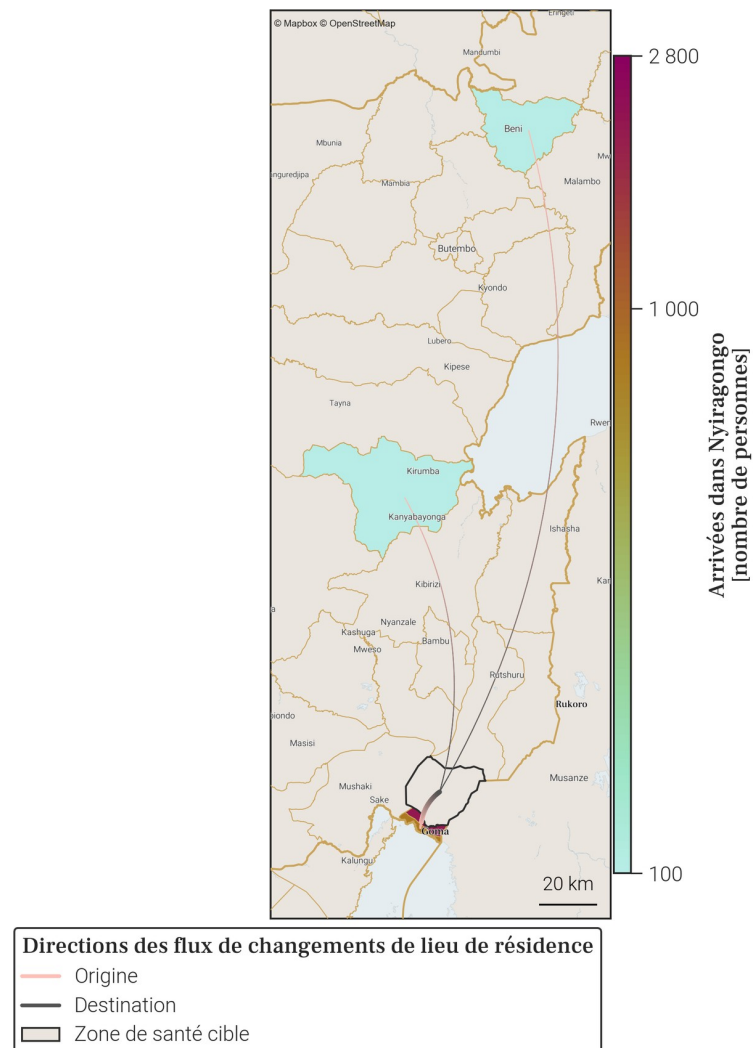 © Mapbox © OpenStreetMap
Eringeti
Mandumbi
Beni
Mbunia
Mw
anguredjipa
Mambia
Malambo
Butembo
Kyondo
Lubero
Kipese
Tayna
Rwer
Kirumba
Kanyabayonga
Ishasha
Kibirizi
Kar
a
Nyanzale
Kashuga
Bambu
Mweso
Rutshuru
Rukoro
Masisi
Mushaki
Musanze
Sake
Goma
Kalungu
20 km
2 800
1 000
100
Arrivées dans Nyiragongo
[nombre de personnes]
Directions des flux de changements de lieu de résidence
Origine
Destination
Zone de santé cible